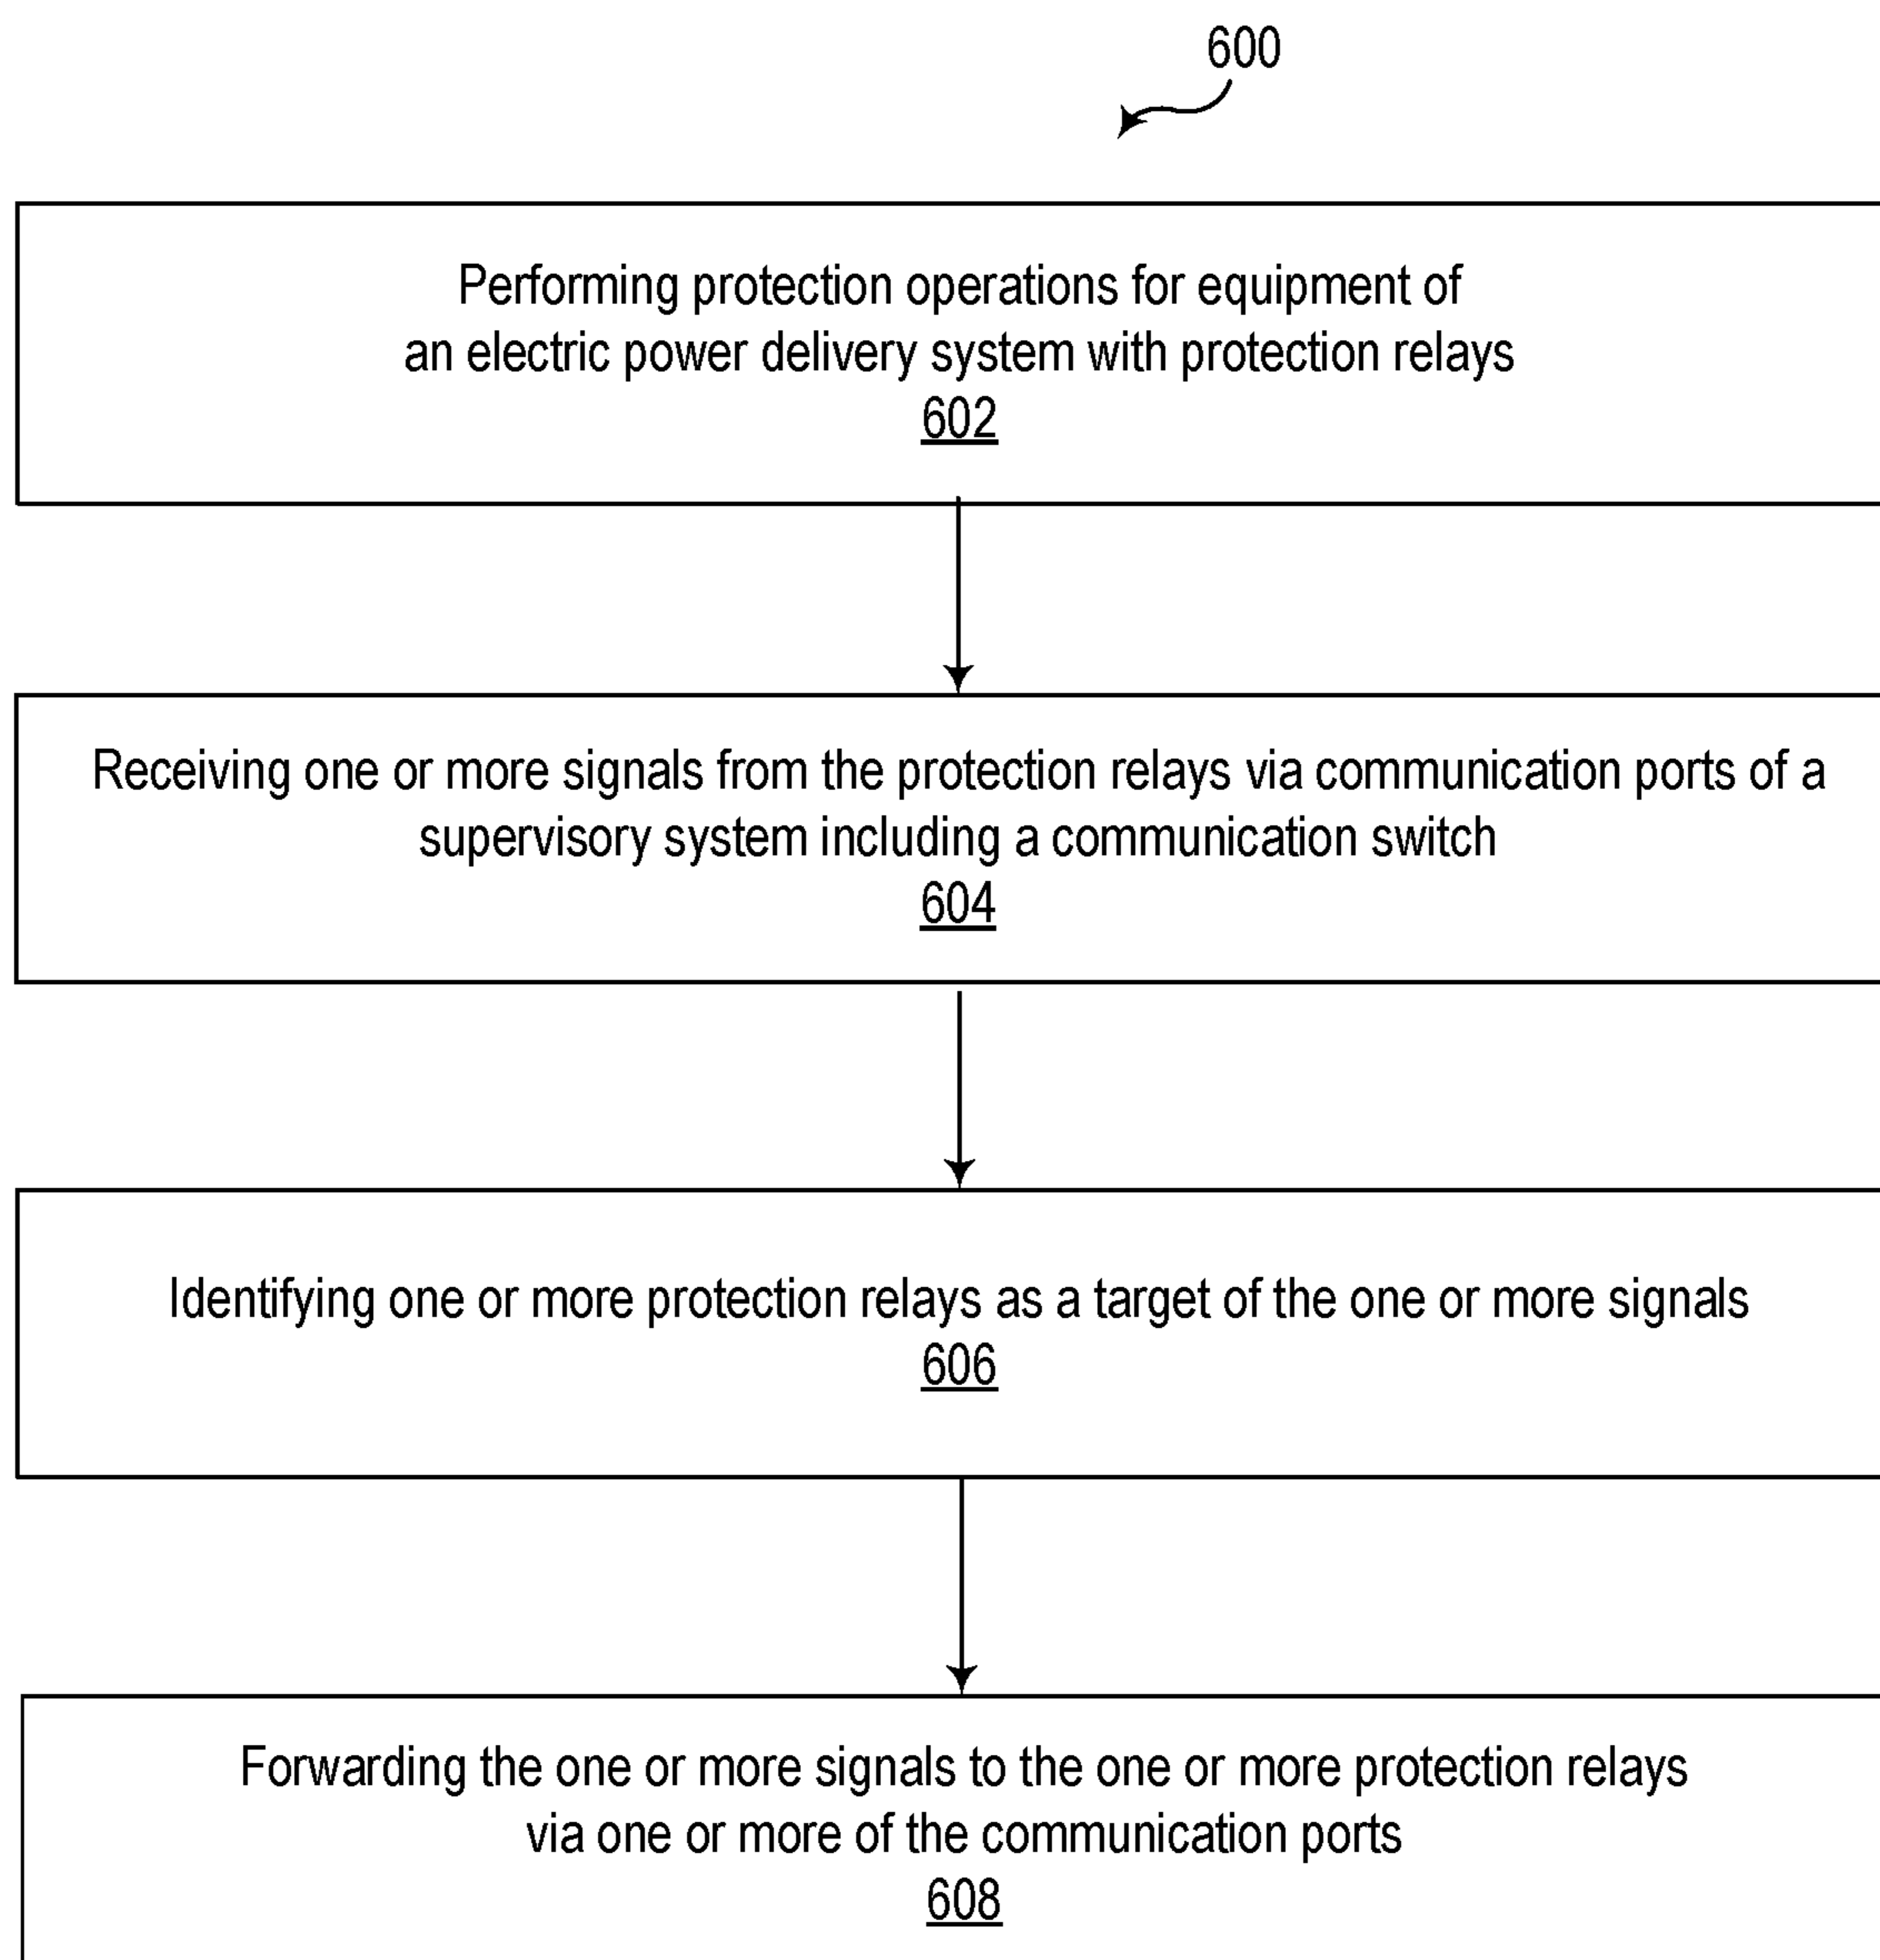 600
Performing protection operations for equipment of
an electric power delivery system with protection relays
602
Receiving one or more signals from the protection relays via communication ports of a
supervisory system including a communication switch
604
Identifying one or more protection relays as a target of the one or more signals
606
Forwarding the one or more signals to the one or more protection relays
via one or more of the communication ports
608